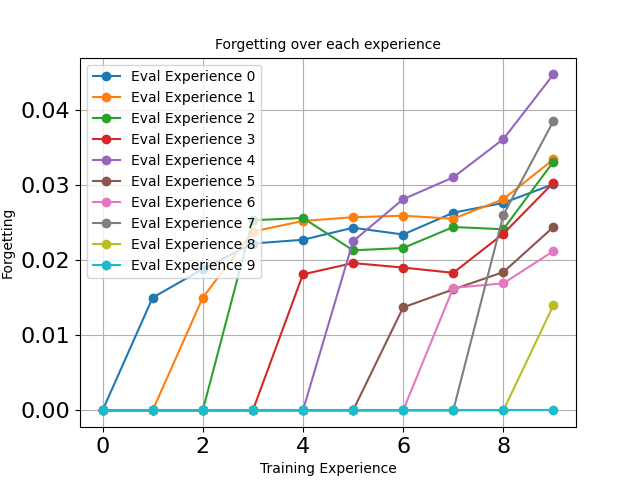 Forgetting over each experience
Eval Experience 0
Eval Experience 1
Eval Experience 2
Eval Experience 3
Eval Experience 4
Eval Experience 5
Eval Experience 6
Eval Experience 7
Eval Experience 8
Eval Experience 9
Forgetting
0.04
0.03
0.02
0.01
0.00
0 2 4 6 8
Training Experience